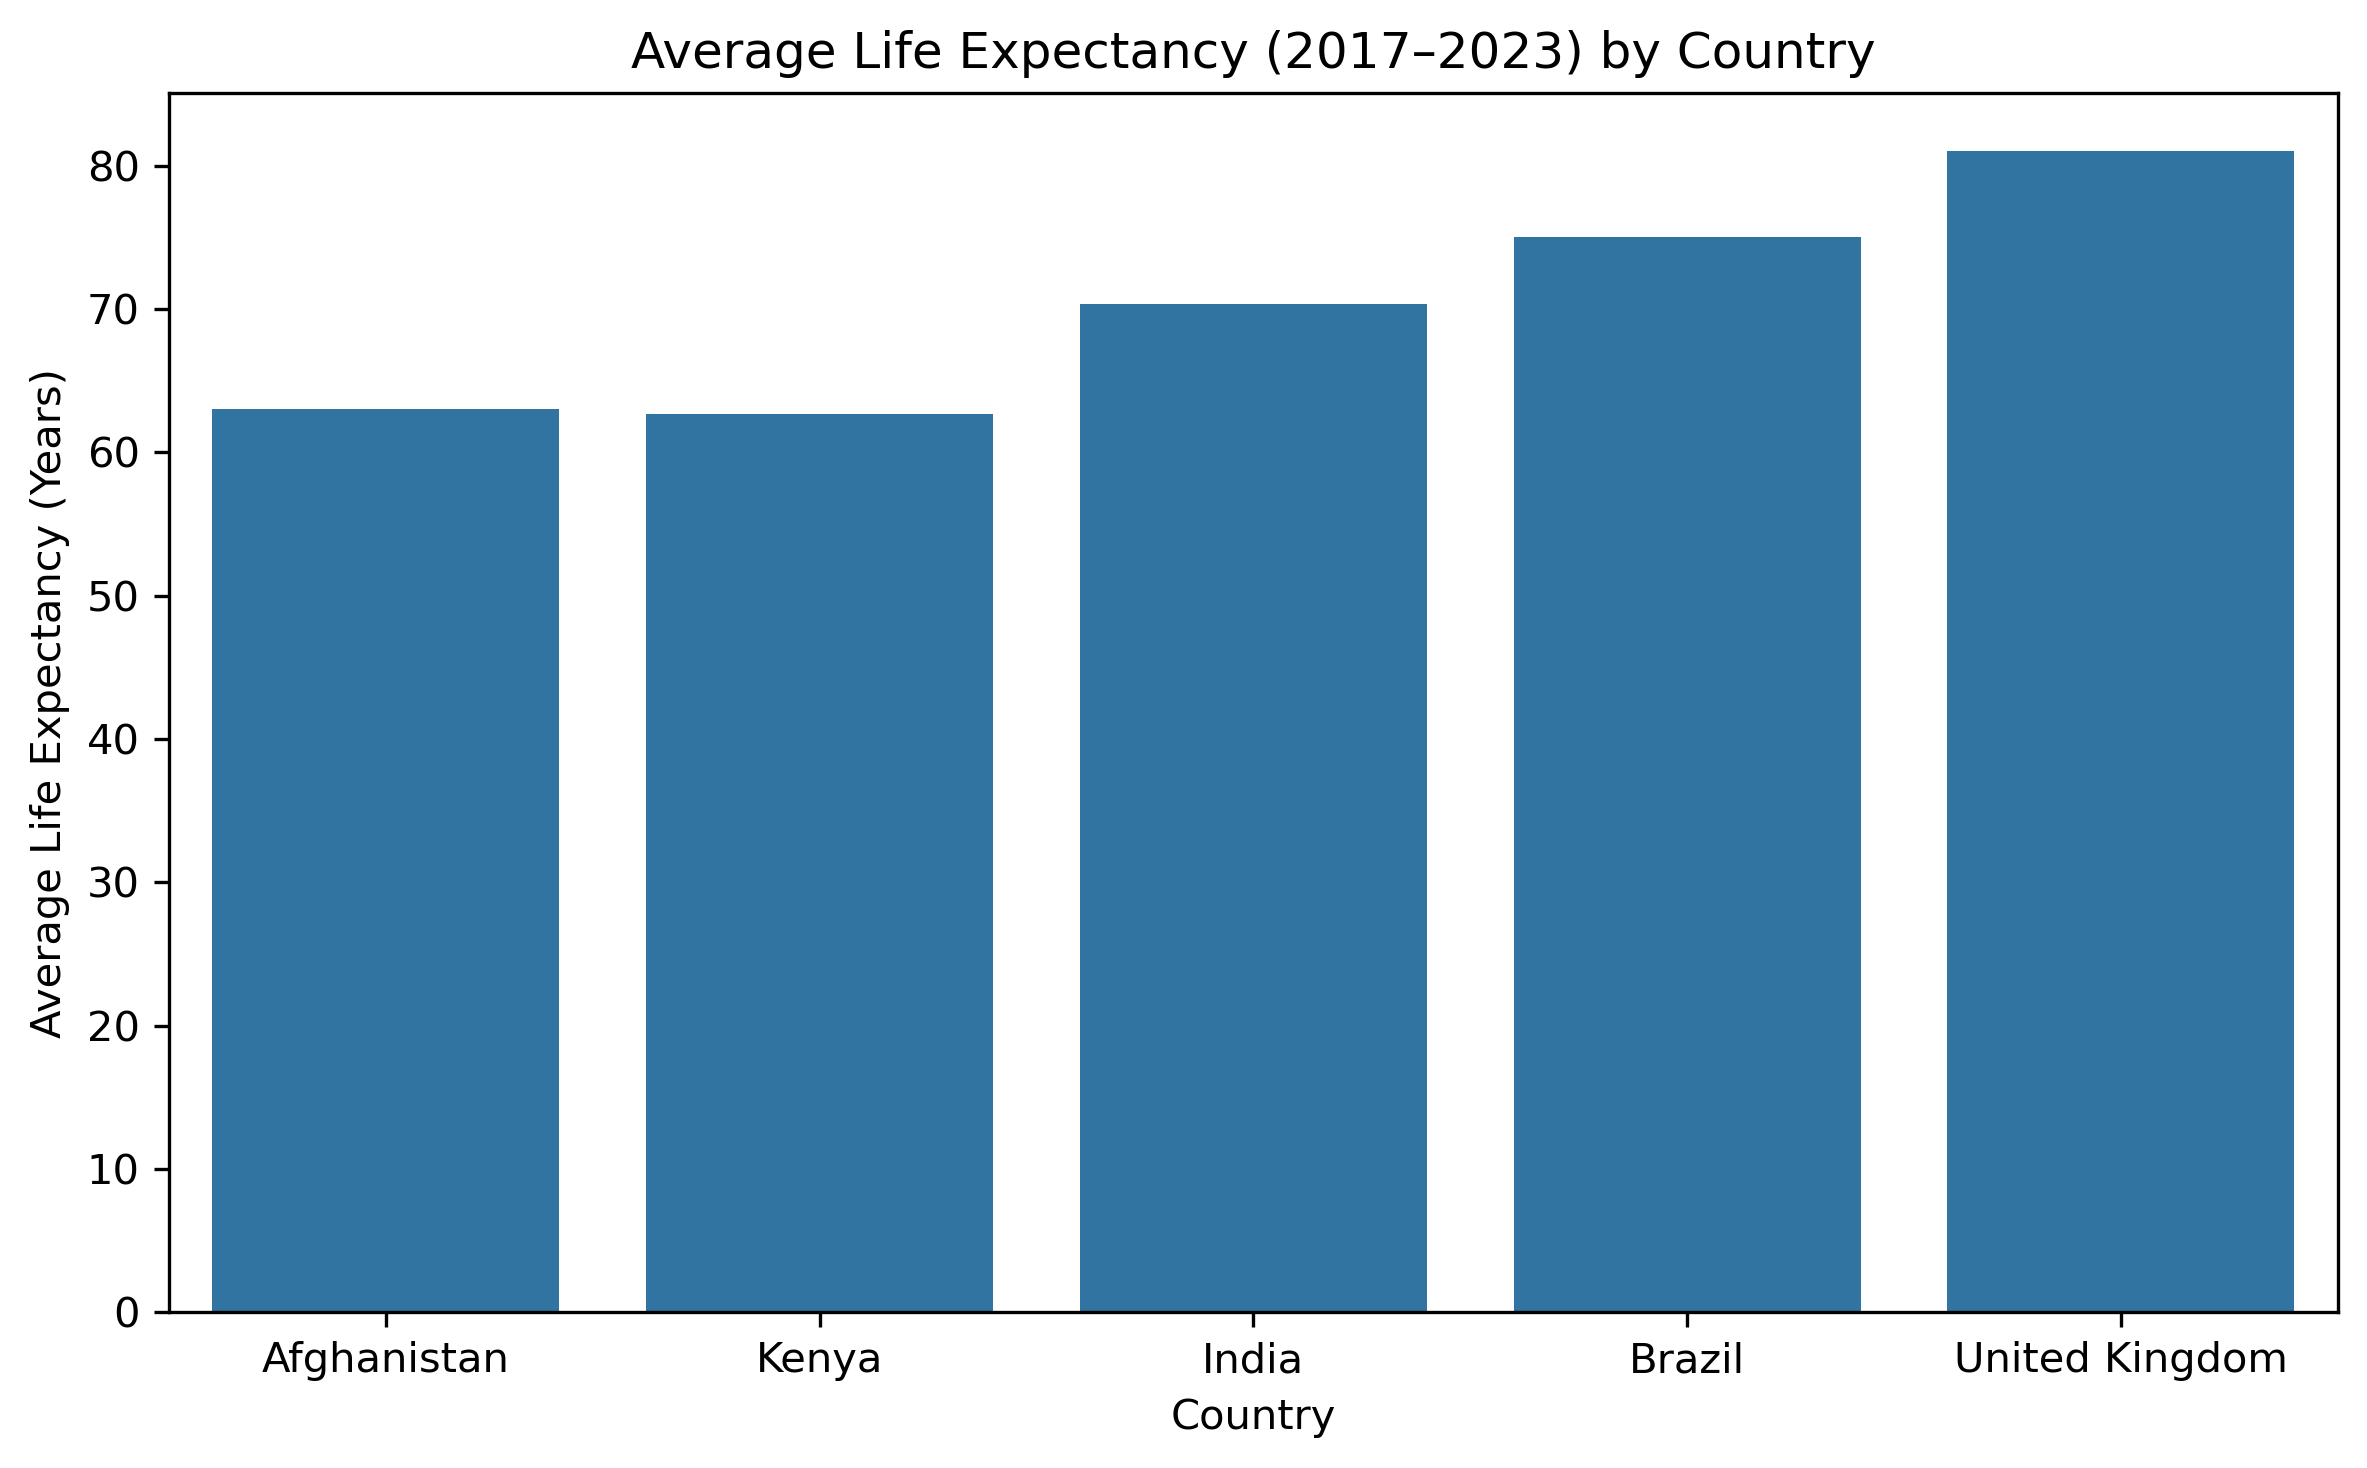 Average Life Expectancy (2017–2023) by Country
Average Life Expectancy (Years)
80
70
60
50
40
30
20
10
0
Afghanistan Kenya India Brazil United Kingdom
Country